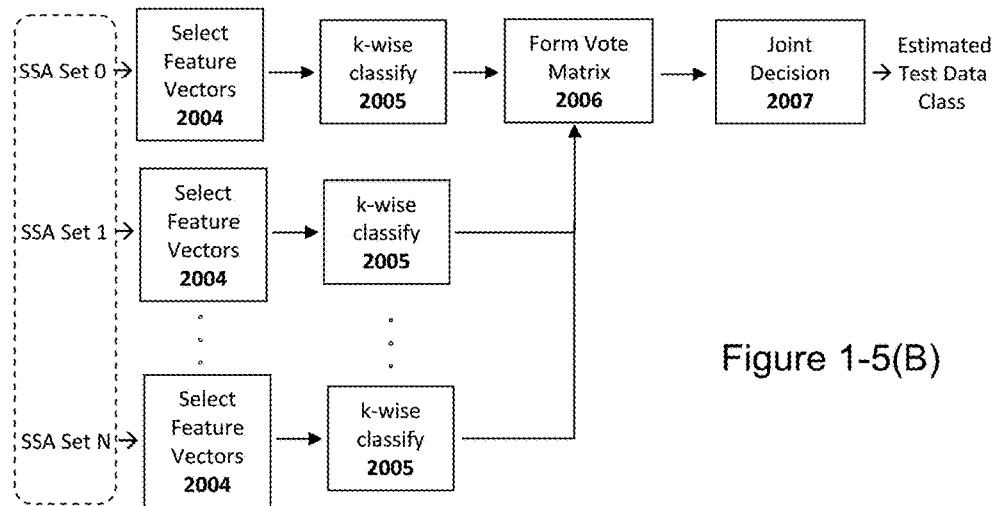 SSA Set 0
Select
Feature
Vectors
2004
k-wise
classify
2005
Form Vote
Matrix
2006
Joint
Decision
2007
Estimated
Test Data
Class
SSA Set 1
Select
Feature
Vectors
2004
k-wise
classify
2005
SSA Set N
Select
Feature
Vectors
2004
k-wise
classify
2005
Figure 1-5(B)